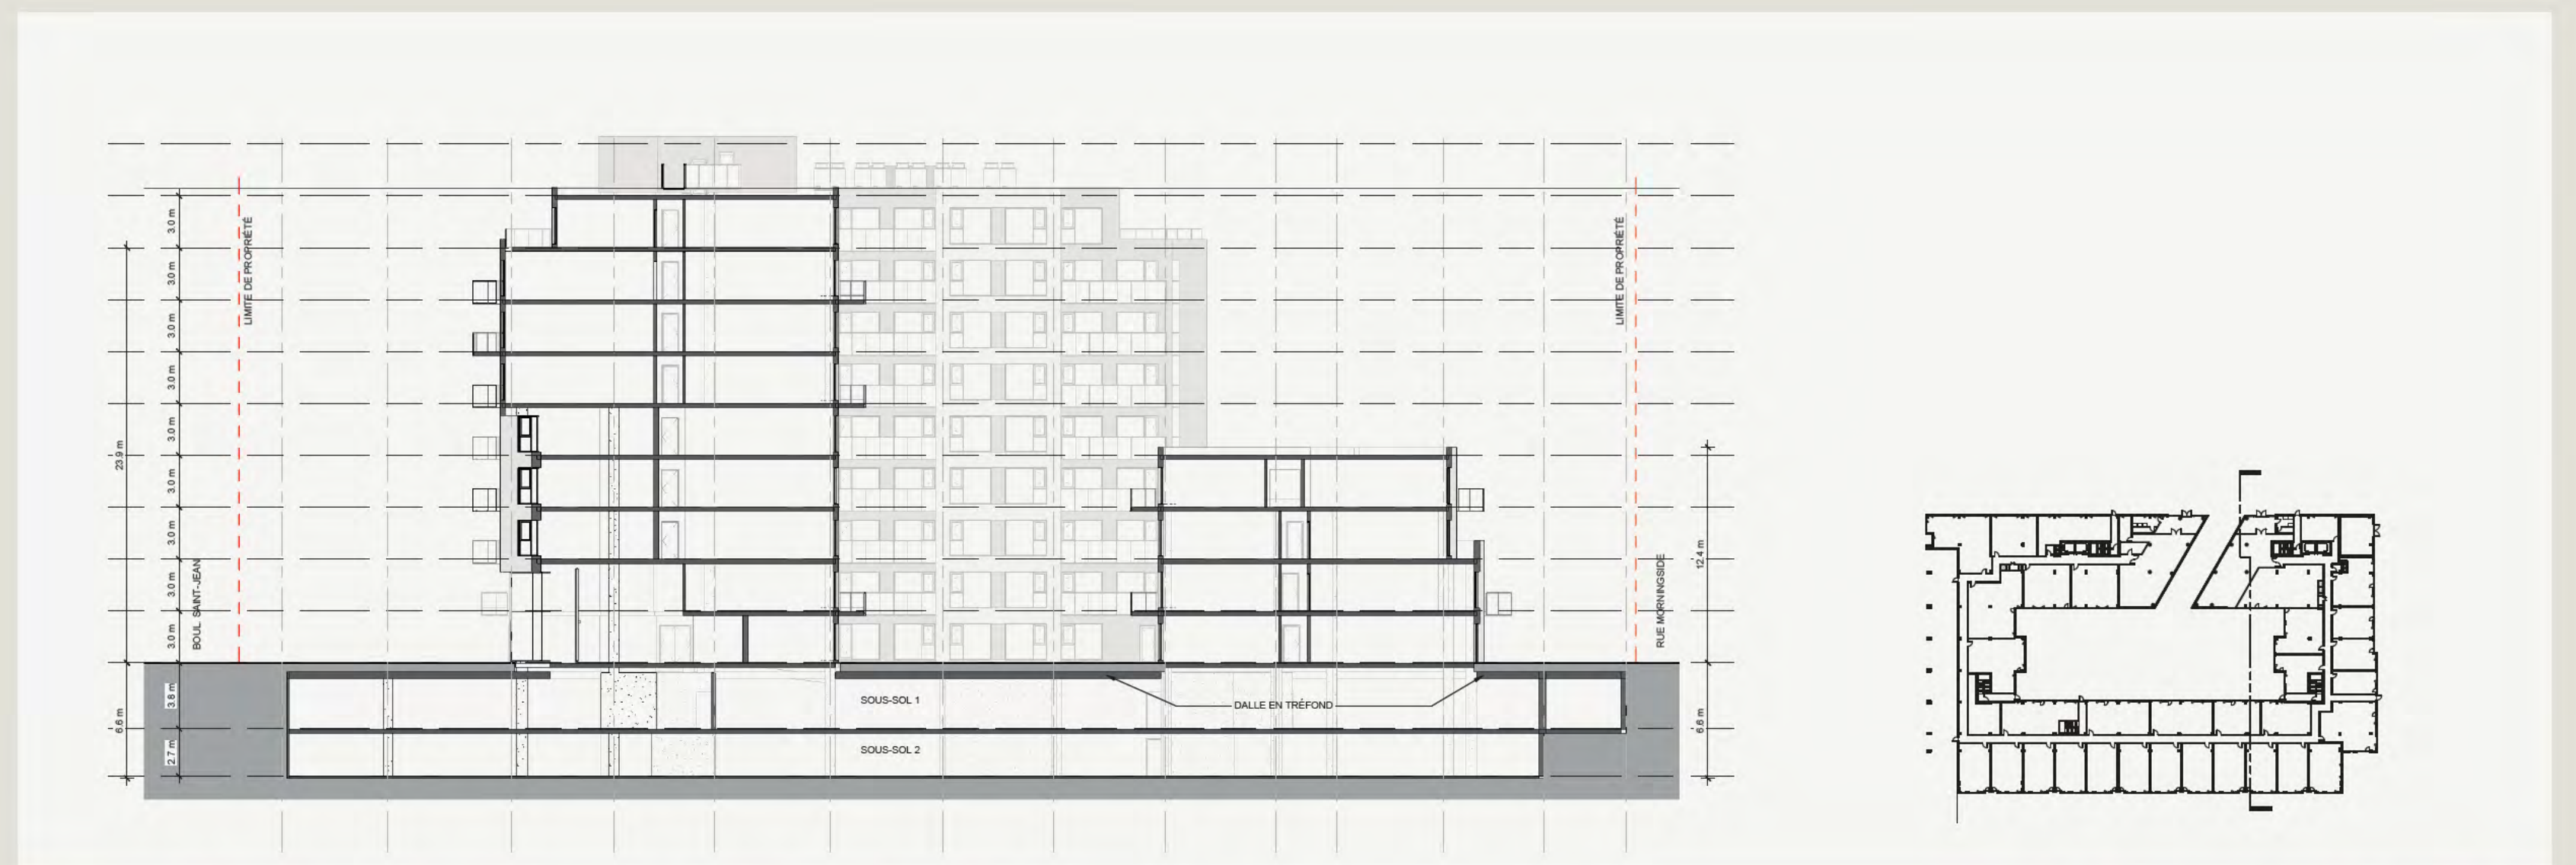 3.0 m
3.0 m
3.0 m
3.0 m
3.0 m
3.0 m
3.0 m
3.0 m
3.0 m
3.8 m
2.7 m
23.9 m
6.6 m
LIMITE DE PROPRIÉTÉ
BOUL. SAINT-JEAN
SOUS-SOL 1
SOUS-SOL 2
DALLE EN TRÉFOND
LIMITE DE PROPRIÉTÉ
RUE MORNINGSIDE
12.4 m
6.6 m